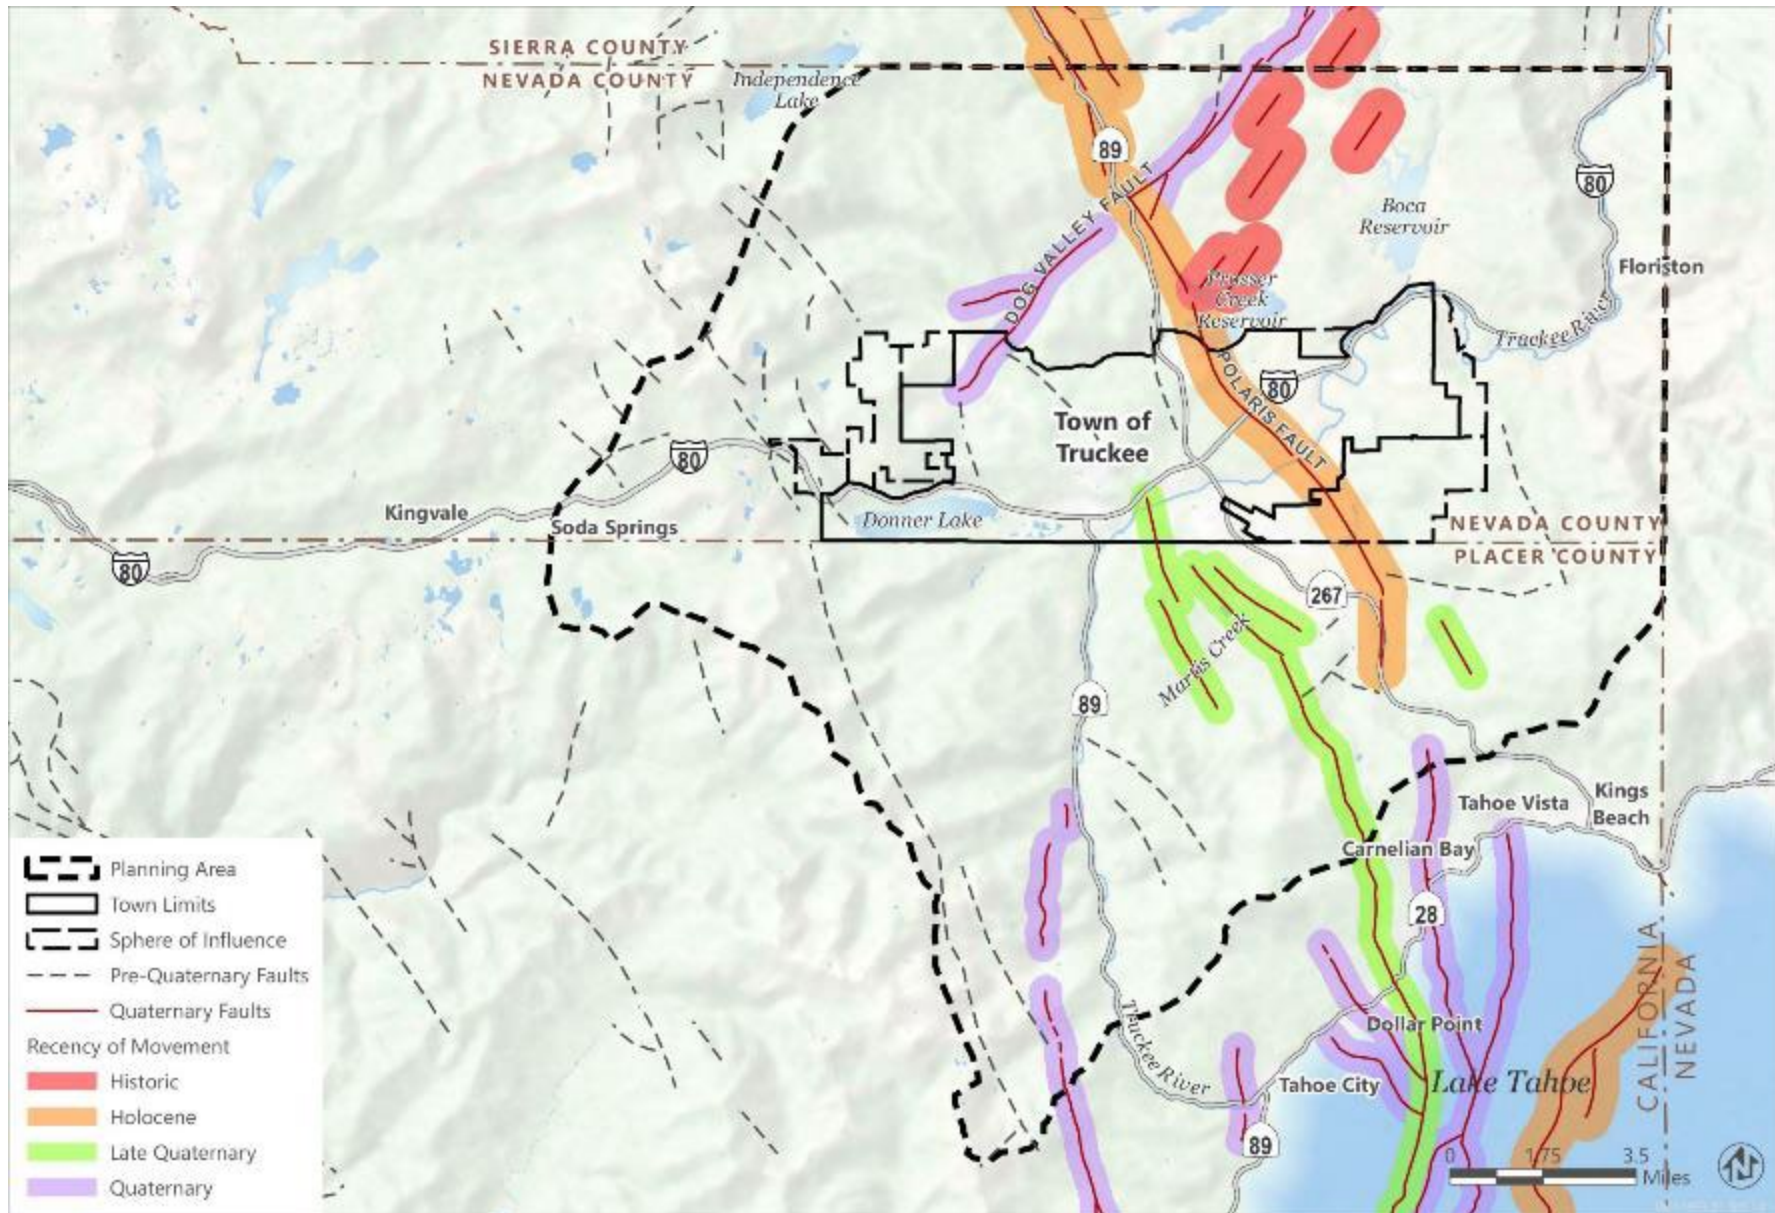 SIERRA COUNTY
NEVADA COUNTY
Independence
Lake
89
80
DOG VALLEY FAULT
Boca
Reservoir
Floriston
Prosser
Creek
Reservoir
Truckee River
POLARIS FAULT
80
Town of
Truckee
80
Kingvale
Soda Springs
Donner Lake
NEVADA COUNTY
PLACER COUNTY
80
267
Martis Creek
89
Kings
Beach
Tahoe Vista
Carnelian Bay
28
CALIFORNIA
NEVADA
Dollar Point
Truckee River
Tahoe City
Lake Tahoe
89
0 1.75 3.5
Miles
N
Planning Area
Town Limits
Sphere of Influence
Pre-Quaternary Faults
Quaternary Faults
Recency of Movement
Historic
Holocene
Late Quaternary
Quaternary